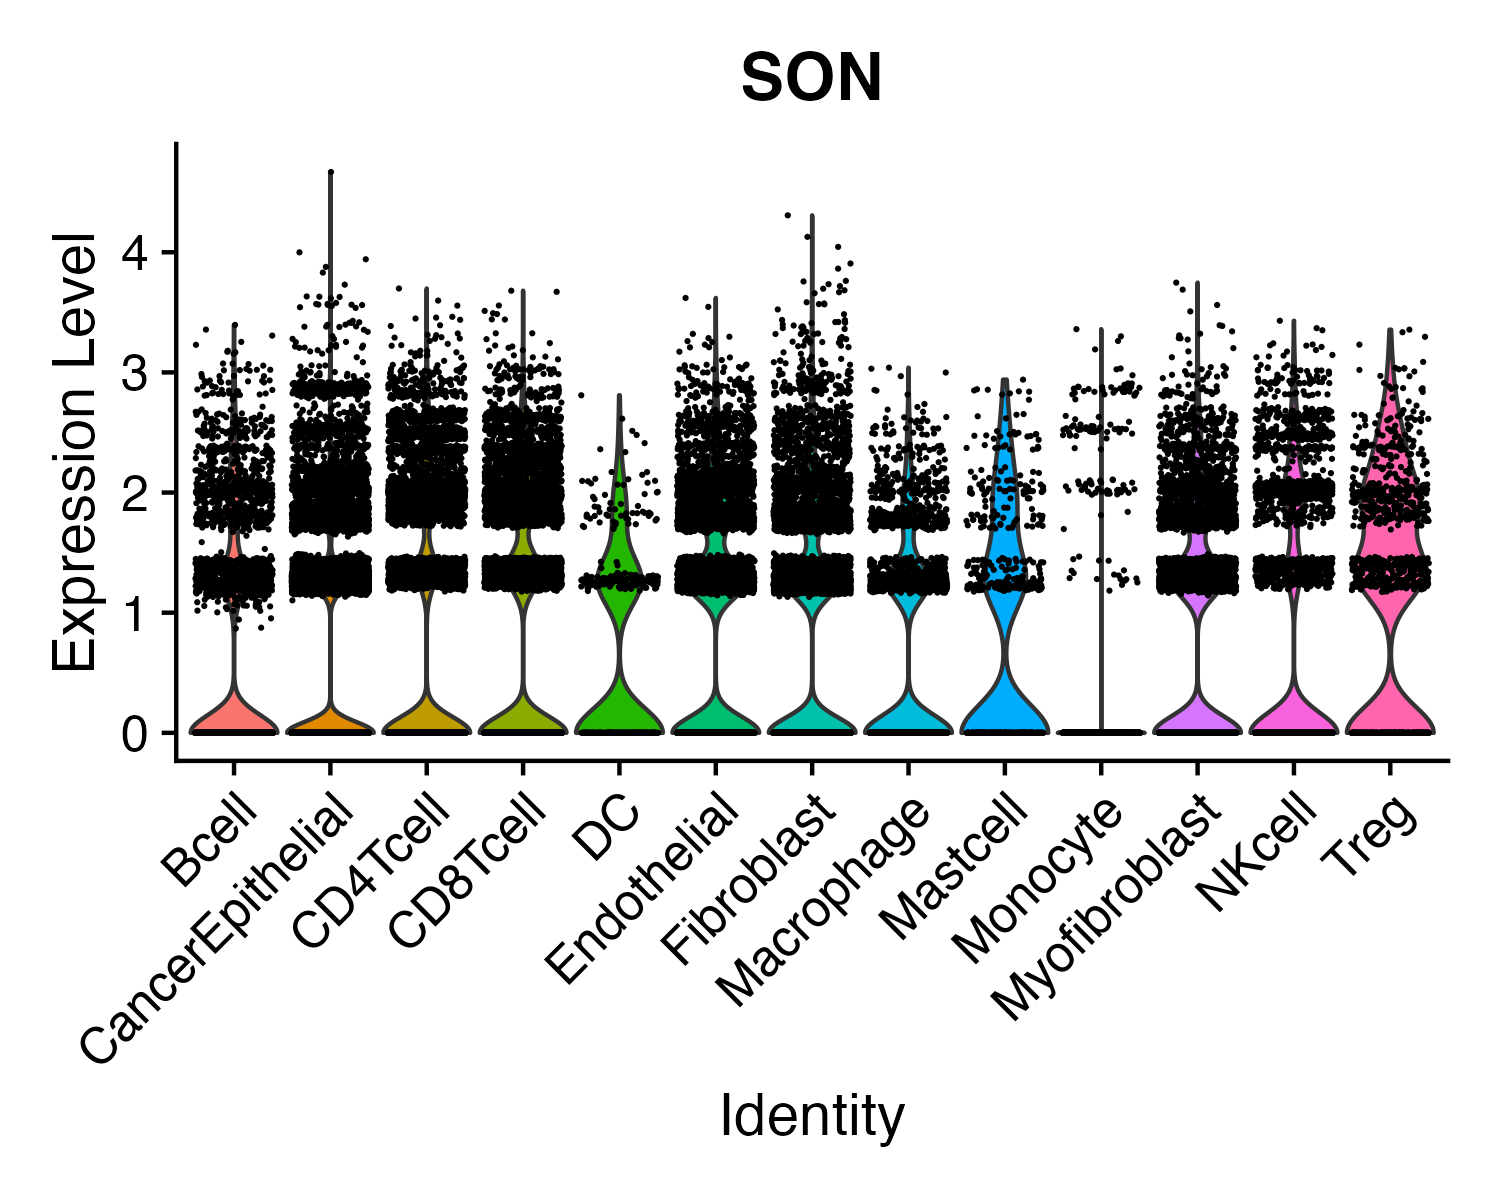 SON
Expression Level
4
3
2
1
0
Bcell
CancerEpithelial
CD4Tcell
CD8Tcell
DC
Endothelial
Fibroblast
Macrophage
Mastcell
Monocyte
Myofibroblast
NKcell
Treg
Identity